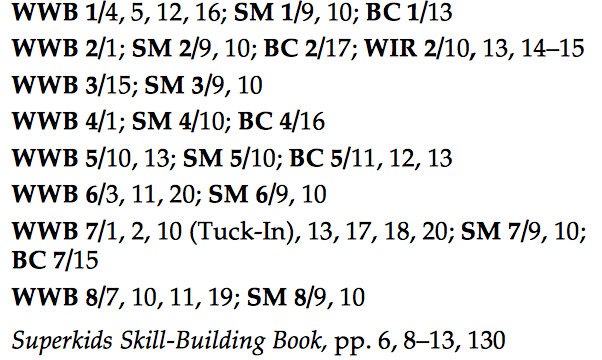 WWB 1/4, 5, 12, 16; SM 1/9, 10; BC 1/13
WWB 2/1; SM 2/9, 10; BC 2/17; WIR 2/10, 13, 14–15
WWB 3/15; SM 3/9, 10
WWB 4/1; SM 4/10; BC 4/16
WWB 5/10, 13; SM 5/10; BC 5/11, 12, 13
WWB 6/3, 11, 20; SM 6/9, 10
WWB 7/1, 2, 10 (Tuck-In), 13, 17, 18, 20; SM 7/9, 10;
BC 7/15
WWB 8/7, 10, 11, 19; SM 8/9, 10
Superkids Skill-Building Book, pp. 6, 8–13, 130